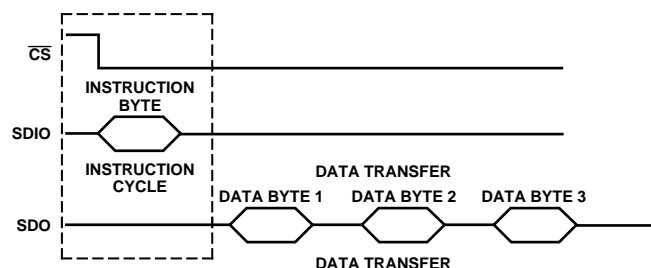 CS
INSTRUCTION
BYTE
SDIO
INSTRUCTION
CYCLE
DATA TRANSFER
DATA BYTE 1 DATA BYTE 2 DATA BYTE 3
SDO
DATA TRANSFER